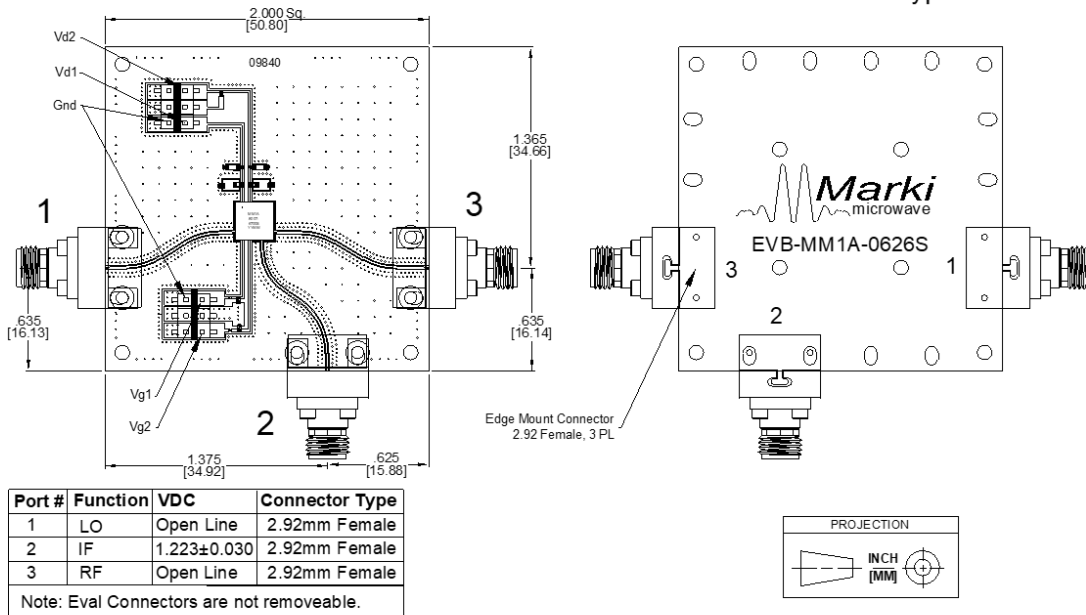 yp
2.000 Sq.
[50.80]
Vd2
Vd1
Gnd
09840
1.365
[34.66]
1
3
.635
[16.13]
.635
[16.14]
Vg1
Vg2
2
1.375
[34.92]
.625
[15.88]
Marki
microwave
EVB-MM1A-0626S
3
1
2
Edge Mount Connector
2.92 Female, 3 PL
Port # Function VDC Connector Type
1 LO Open Line 2.92mm Female
2 IF 1.223±0.030 2.92mm Female
3 RF Open Line 2.92mm Female
Note: Eval Connectors are not removeable.
PROJECTION
INCH
[MM]